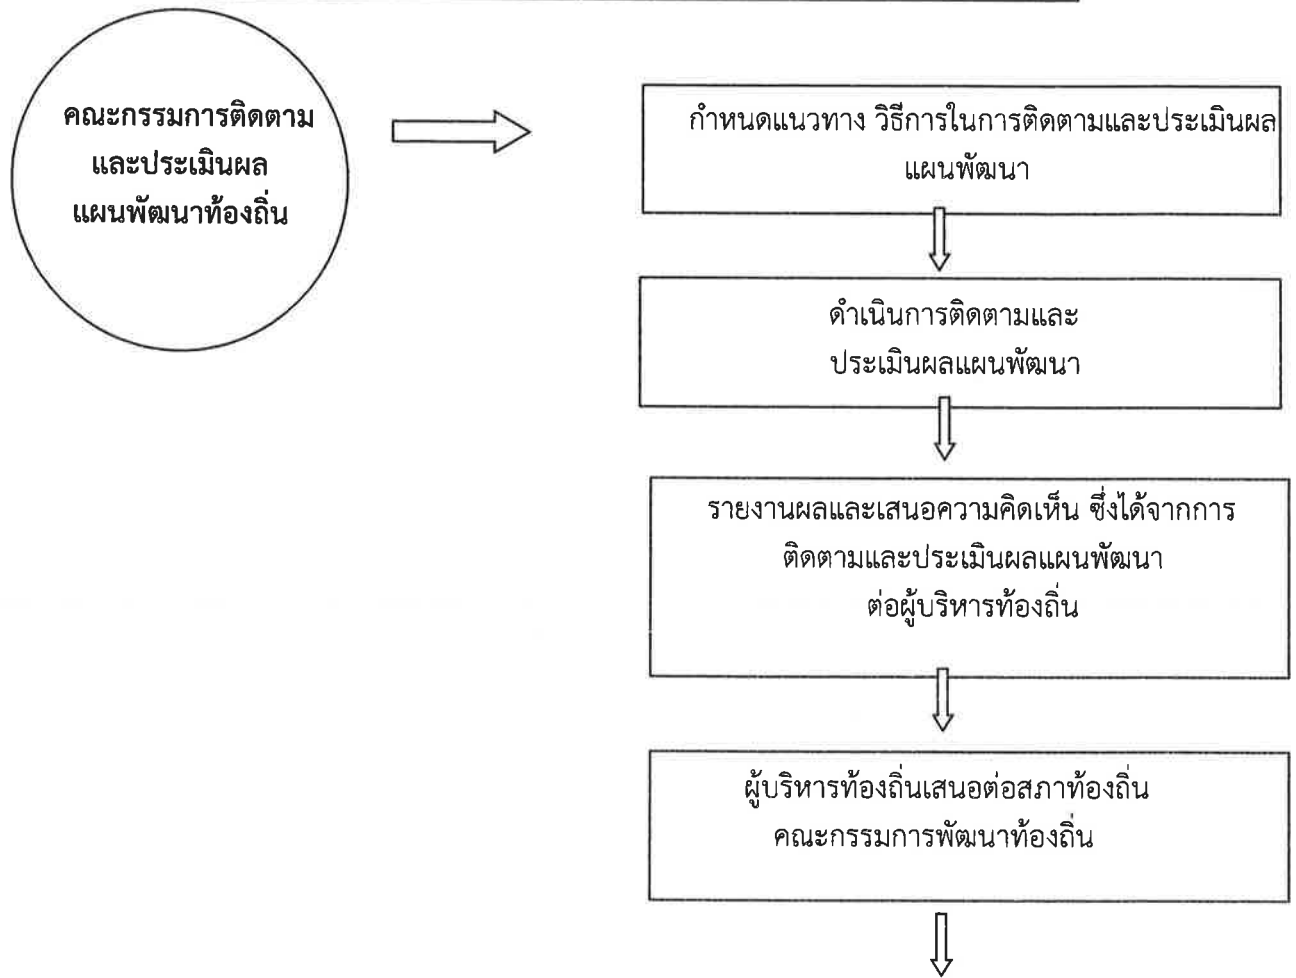 คณะกรรมการติดตาม
และประเมินผล
แผนพัฒนาท้องถิ่น
กำหนดแนวทาง วิธีการในการติดตามและประเมินผล
แผนพัฒนา
ดำเนินการติดตามและ
ประเมินผลแผนพัฒนา
รายงานผลและเสนอความคิดเห็น ซึ่งได้จากการ
ติดตามและประเมินผลแผนพัฒนา
ต่อผู้บริหารท้องถิ่น
ผู้บริหารท้องถิ่นเสนอต่อสภาท้องถิ่น
คณะกรรมการพัฒนาท้องถิ่น